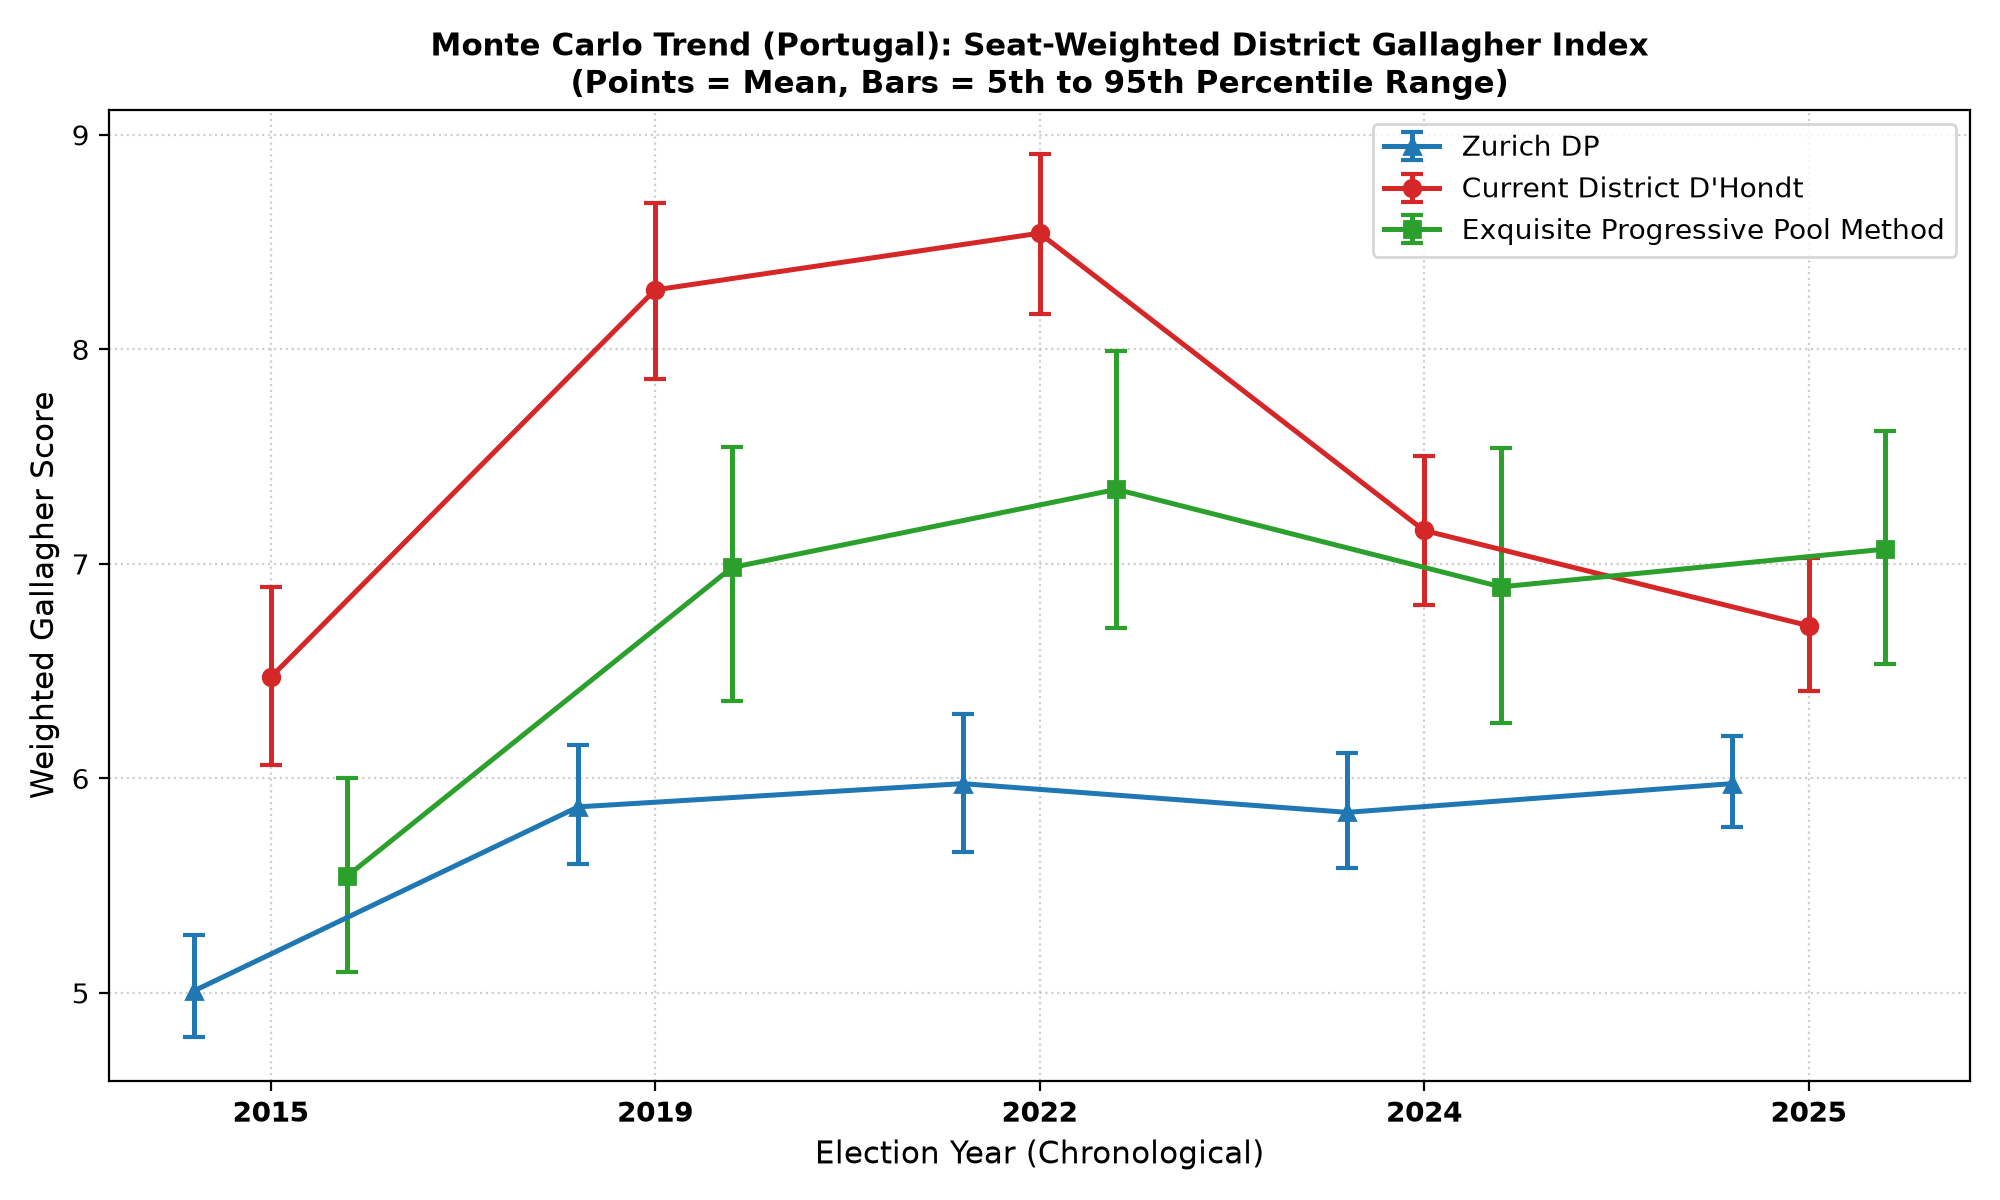 Monte Carlo Trend (Portugal): Seat-Weighted District Gallagher Index
(Points = Mean, Bars = 5th to 95th Percentile Range)
Zurich DP
Current District D'Hondt
Exquisite Progressive Pool Method
Weighted Gallagher Score
9
8
7
6
5
2015
2019
2022
2024
2025
Election Year (Chronological)